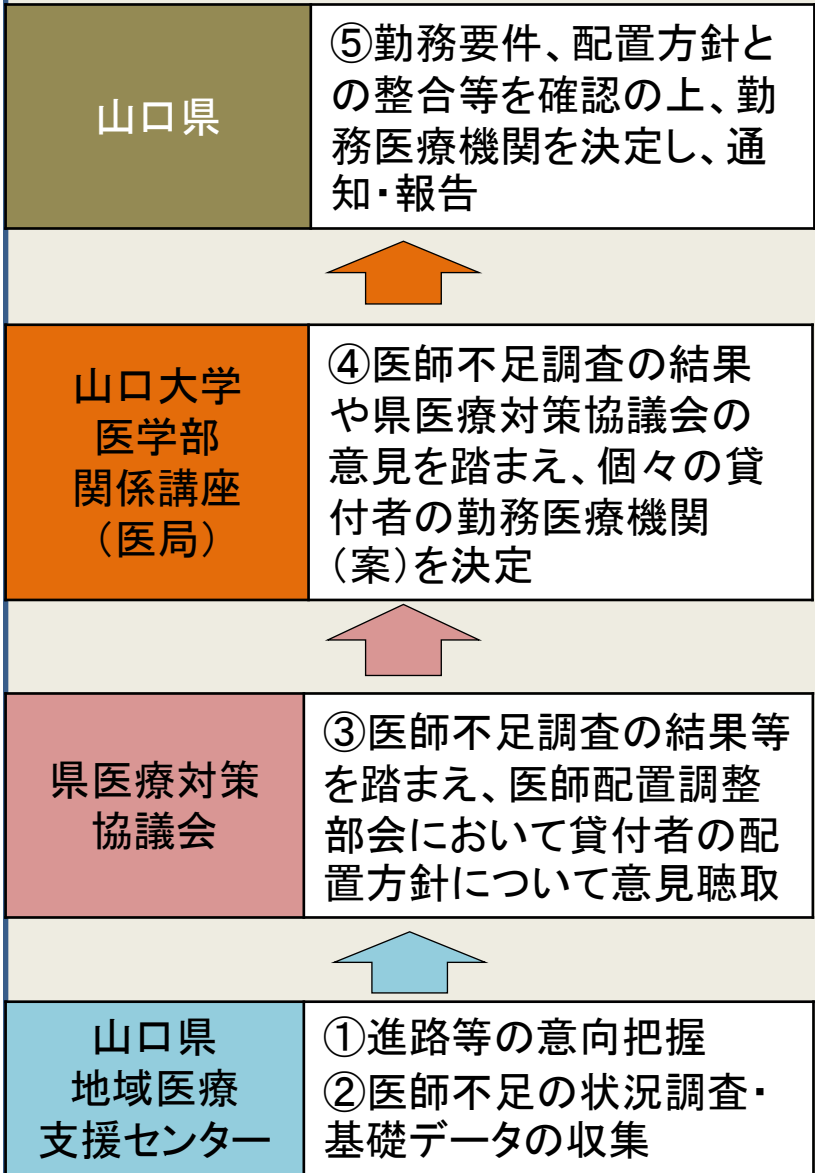 山口県
⑤勤務要件、配置方針と
の整合等を確認の上、勤
務医療機関を決定し、通
知・報告
山口大学
医学部
関係講座
（医局）
④医師不足調査の結果
や県医療対策協議会の
意見を踏まえ、個々の貸
付者の勤務医療機関
（案）を決定
県医療対策
協議会
③医師不足調査の結果等
を踏まえ、医師配置調整
部会において貸付者の配
置方針について意見聴取
山口県
地域医療
支援センター
①進路等の意向把握
②医師不足の状況調査・
基礎データの収集